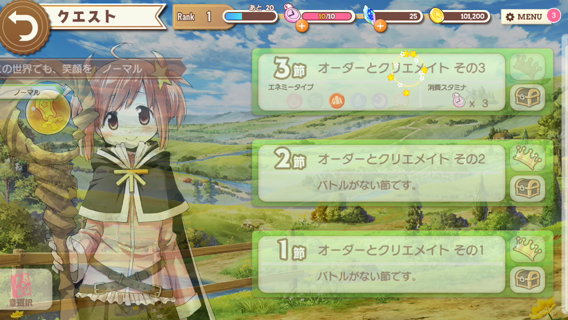 クエスト
Rank 1
あと 20
10/10
25
101,200
MENU 3
の世界でも、笑顔を ノーマル
ノーマル
3節 オーダーとクリエメイト その3
エネミータイプ
消費スタミナ
x 3
2節 オーダーとクリエメイト その2
バトルがない節です。
1節 オーダーとクリエメイト その1
バトルがない節です。
章選択